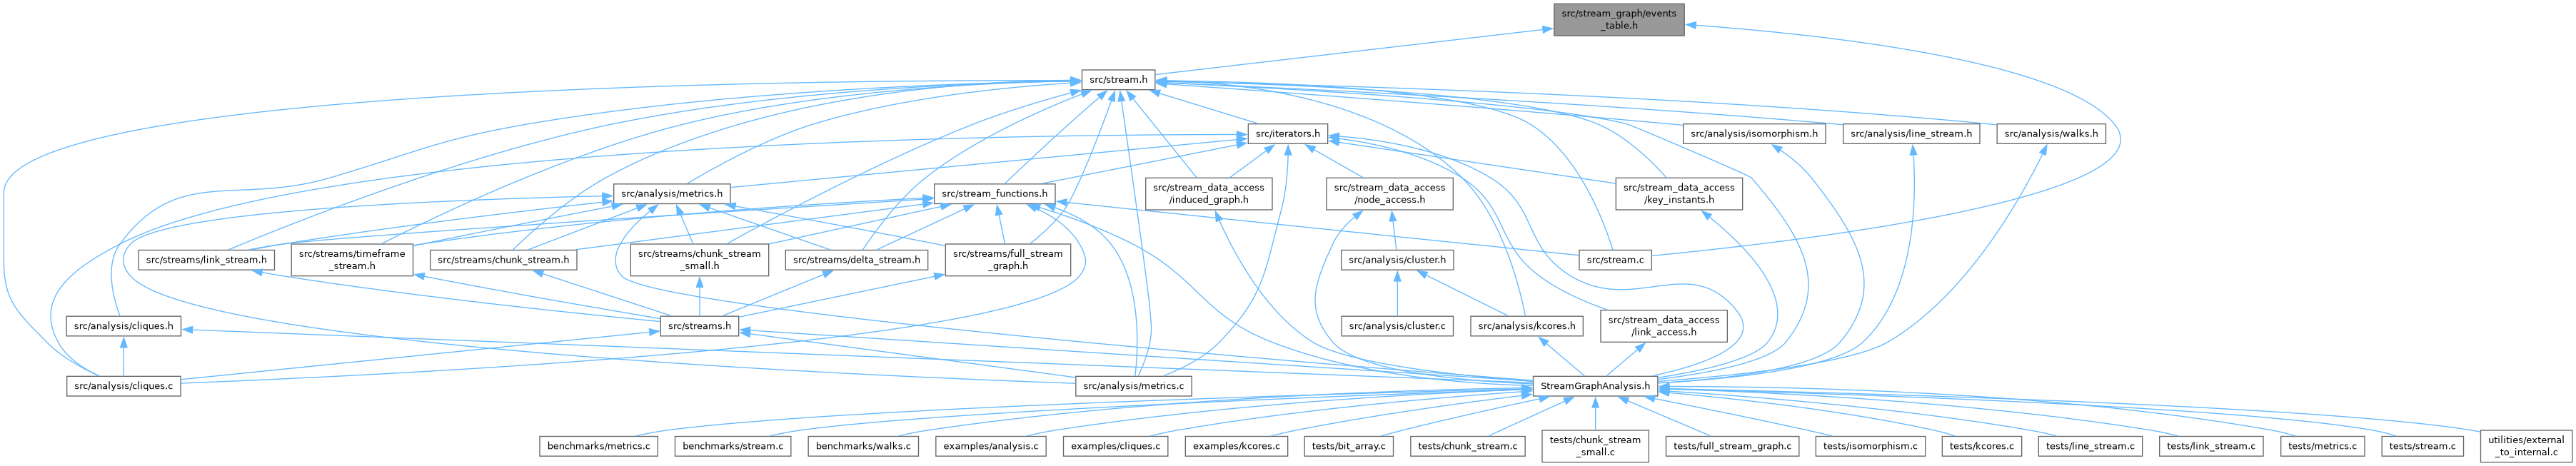 src/stream_graph/events
_table.h
src/stream.h
src/iterators.h
src/analysis/isomorphism.h
src/analysis/line_stream.h
src/analysis/walks.h
src/analysis/metrics.h
src/stream_functions.h
src/stream_data_access
/induced_graph.h
src/stream_data_access
/node_access.h
src/stream_data_access
/key_instants.h
src/streams/link_stream.h
src/streams/timeframe
_stream.h
src/streams/chunk_stream.h
src/streams/chunk_stream
_small.h
src/streams/delta_stream.h
src/streams/full_stream
_graph.h
src/analysis/cluster.h
src/stream.c
src/analysis/cliques.h
src/streams.h
src/analysis/cluster.c
src/analysis/kcores.h
src/stream_data_access
/link_access.h
src/analysis/cliques.c
src/analysis/metrics.c
StreamGraphAnalysis.h
benchmarks/metrics.c
benchmarks/stream.c
benchmarks/walks.c
examples/analysis.c
examples/cliques.c
examples/kcores.c
tests/bit_array.c
tests/chunk_stream.c
tests/chunk_stream
_small.c
tests/full_stream_graph.c
tests/isomorphism.c
tests/kcores.c
tests/line_stream.c
tests/link_stream.c
tests/metrics.c
tests/stream.c
utilities/external
_to_internal.c